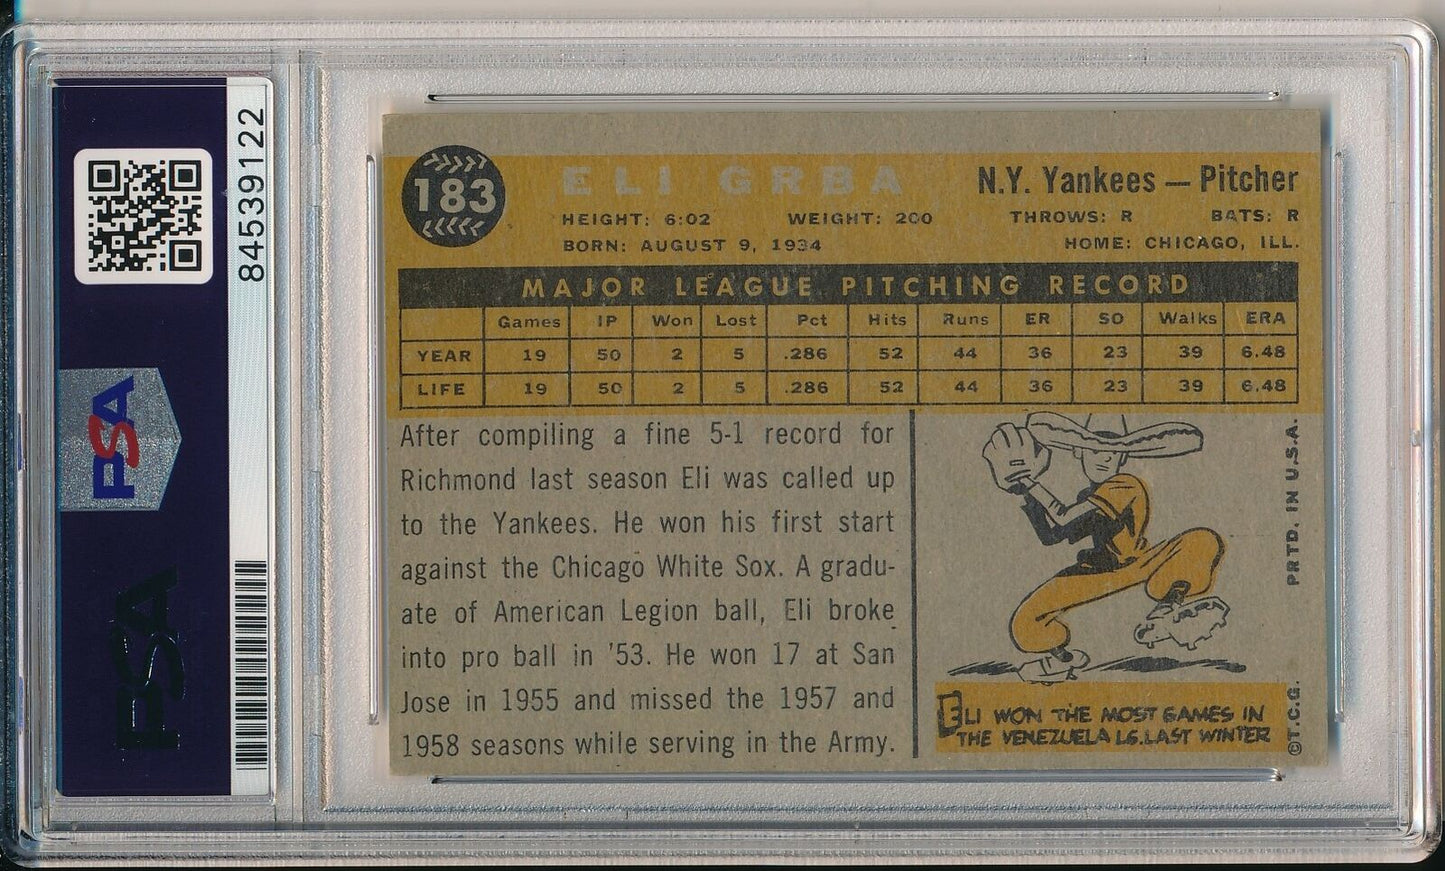 84539122
PSA
PSA
183
ELI GRBA
N.Y. Yankees — Pitcher
HEIGHT: 6:02 WEIGHT: 200 THROWS: R BATS: R
BORN: AUGUST 9, 1934 HOME: CHICAGO, ILL.
MAJOR LEAGUE PITCHING RECORD
Games IP Won Lost Pct Hits Runs ER SO Walks ERA
YEAR 19 50 2 5 .286 52 44 36 23 39 6.48
LIFE 19 50 2 5 .286 52 44 36 23 39 6.48
After compiling a fine 5-1 record for
Richmond last season Eli was called up
to the Yankees. He won his first start
against the Chicago White Sox. A gradu-
ate of American Legion ball, Eli broke
into pro ball in '53. He won 17 at San
Jose in 1955 and missed the 1957 and
1958 seasons while serving in the Army.
ELI WON THE MOST GAMES IN
THE VENEZUELA LG. LAST WINTER
©T.C.G. PRTD. IN U.S.A.